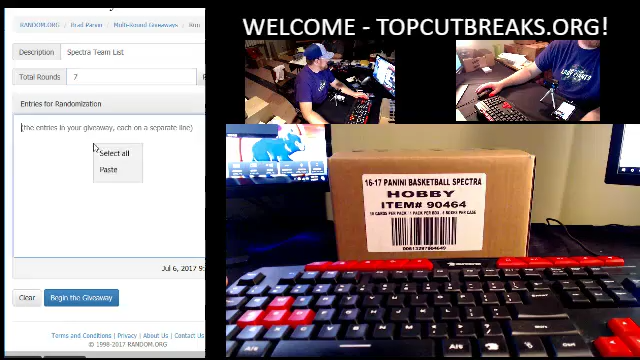 WELCOME - TOPCUTBREAKS.ORG!
RANDOM.ORG
Brad Parvin
Multi-Round Giveaways
Description
Spectra Team List
Total Rounds
7
Entries for Randomization
(the entries in your giveaway, each on a separate line)
Select all
Paste
Jul 6, 2017
Clear
Begin the Giveaway
Terms and Conditions | Privacy | About Us | Contact Us
© 1998-2017 RANDOM.ORG
16-17 PANINI BASKETBALL SPECTRA
HOBBY
ITEM# 90464